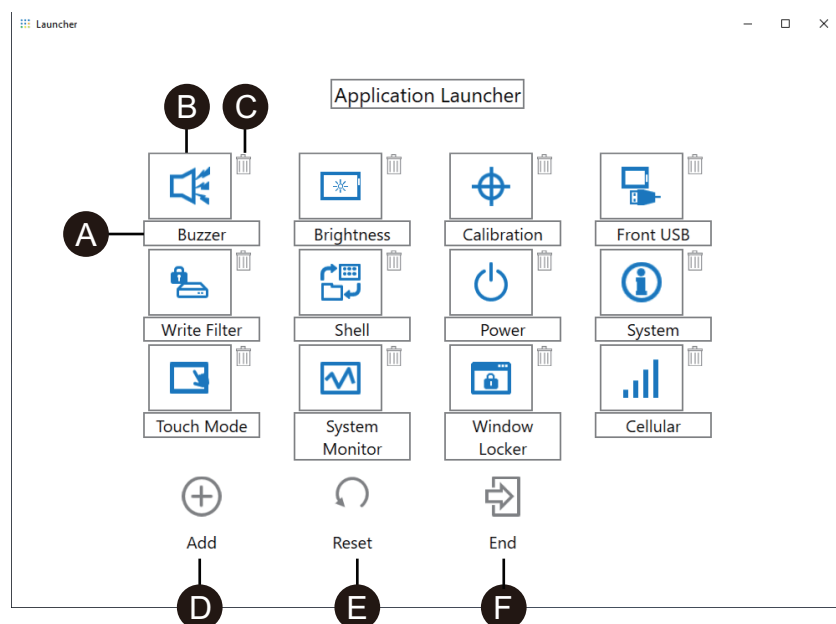 Launcher
Application Launcher
B C
A
Buzzer Brightness Calibration Front USB
Write Filter Shell Power System
Touch Mode System Monitor Window Locker Cellular
Add Reset End
D E F